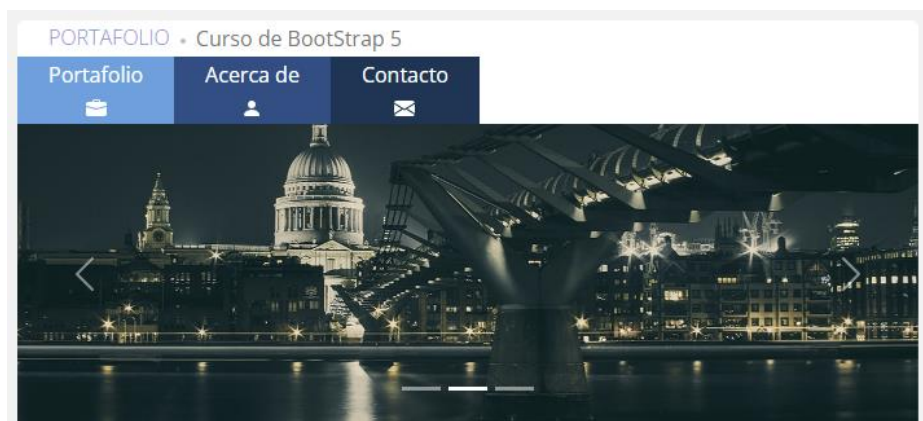 PORTAFOLIO • Curso de BootStrap 5
Portafolio Acerca de Contacto